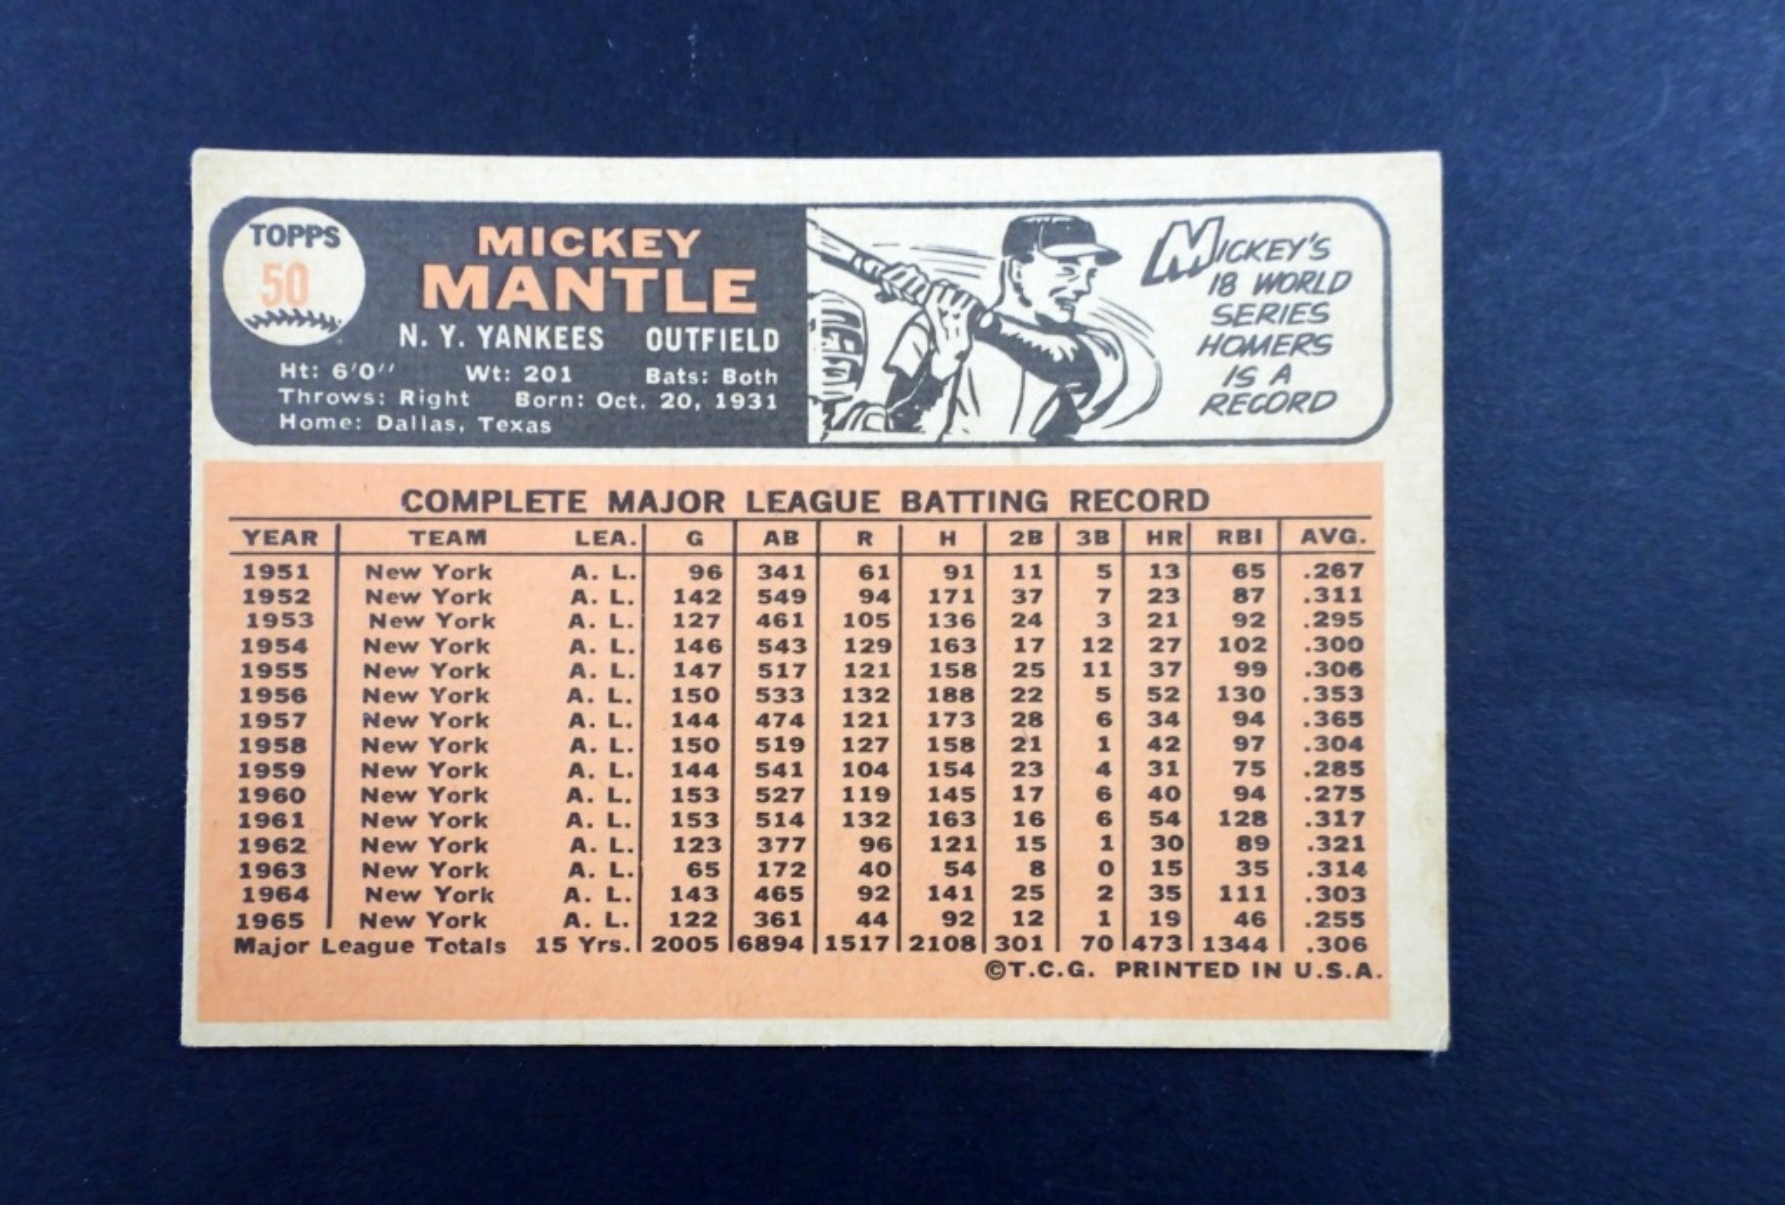 TOPPS
50
MICKEY
MANTLE
N. Y. YANKEES OUTFIELD
Ht: 6'0'' Wt: 201 Bats: Both
Throws: Right Born: Oct. 20, 1931
Home: Dallas, Texas
MICKEY'S
18 WORLD
SERIES
HOMERS
IS A
RECORD
COMPLETE MAJOR LEAGUE BATTING RECORD
YEAR TEAM LEA. G AB R H 2B 3B HR RBI AVG.
1951 New York A. L. 96 341 61 91 11 5 13 65 .267
1952 New York A. L. 142 549 94 171 37 7 23 87 .311
1953 New York A. L. 127 461 105 136 24 3 21 92 .295
1954 New York A. L. 146 543 129 163 17 12 27 102 .300
1955 New York A. L. 147 517 121 158 25 11 37 99 .306
1956 New York A. L. 150 533 132 188 22 5 52 130 .353
1957 New York A. L. 144 474 121 173 28 6 34 94 .365
1958 New York A. L. 150 519 127 158 21 1 42 97 .304
1959 New York A. L. 144 541 104 154 23 4 31 75 .285
1960 New York A. L. 153 527 119 145 17 6 40 94 .275
1961 New York A. L. 153 514 132 163 16 6 54 128 .317
1962 New York A. L. 123 377 96 121 15 1 30 89 .321
1963 New York A. L. 65 172 40 54 8 0 15 35 .314
1964 New York A. L. 143 465 92 141 25 2 35 111 .303
1965 New York A. L. 122 361 44 92 12 1 19 46 .255
Major League Totals 15 Yrs. 2005 6894 1517 2108 301 70 473 1344 .306
©T.C.G. PRINTED IN U.S.A.